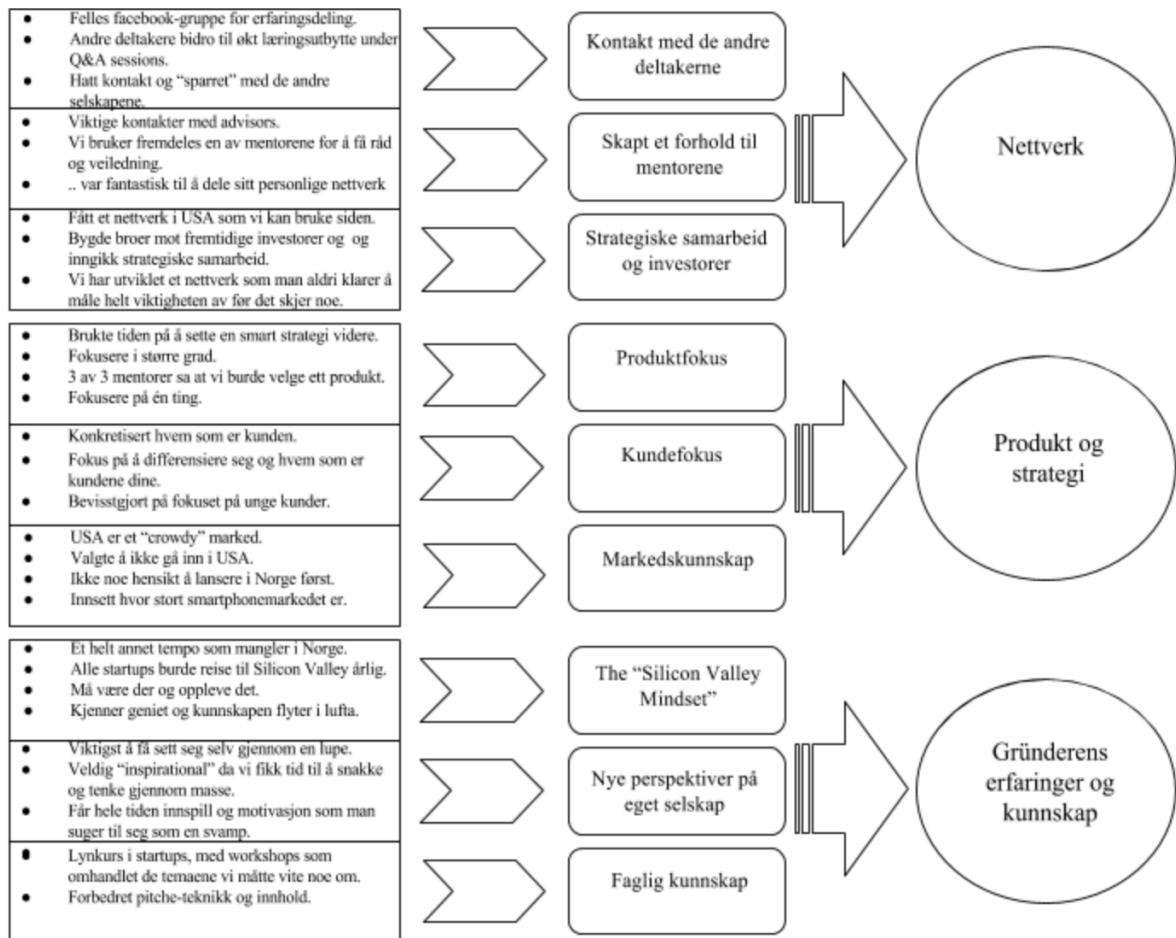 ● Felles facebook-gruppe for erfaringsdeling.
● Andre deltakere bidro til økt læringsutbytte under
Q&A sessions.
● Hatt kontakt og “sparret” med de andre
selskapene.
Kontakt med de andre
deltakerne
● Viktige kontakter med advisors.
● Vi bruker fremdeles en av mentorene for å få råd
og veiledning.
● .. var fantastisk til å dele sitt personlige nettverk
Skapt et forhold til
mentorene
● Fått et nettverk i USA som vi kan bruke siden.
● Bygde broer mot fremtidige investorer og og
inngikk strategiske samarbeid.
● Vi har utviklet et nettverk som man aldri klarer å
måle helt viktigheten av før det skjer noe.
Strategiske samarbeid
og investorer
Nettverk
● Brukte tiden på å sette en smart strategi videre.
● Fokusere i større grad.
● 3 av 3 mentorer sa at vi burde velge ett produkt.
● Fokusere på én ting.
Produktfokus
● Konkretisert hvem som er kunden.
● Fokus på å differensiere seg og hvem som er
kundene dine.
● Bevisstgjort på fokuset på unge kunder.
Kundefokus
● USA er et “crowdy” marked.
● Valgte å ikke gå inn i USA.
● Ikke noe hensikt å lansere i Norge først.
● Innsett hvor stort smartphonemarkedet er.
Markedskunnskap
Produkt og
strategi
● Et helt annet tempo som mangler i Norge.
● Alle startups burde reise til Silicon Valley årlig.
● Må være der og oppleve det.
● Kjenner geniet og kunnskapen flyter i lufta.
The “Silicon Valley
Mindset”
● Viktigst å få sett seg selv gjennom en lupe.
● Veldig “inspirational” da vi fikk tid til å snakke
og tenke gjennom masse.
● Får hele tiden innspill og motivasjon som man
suger til seg som en svamp.
Nye perspektiver på
eget selskap
● Lynkurs i startups, med workshops som
omhandlet de temaene vi måtte vite noe om.
● Forbedret pitche-teknikk og innhold.
Faglig kunnskap
Gründerens
erfaringer og
kunnskap